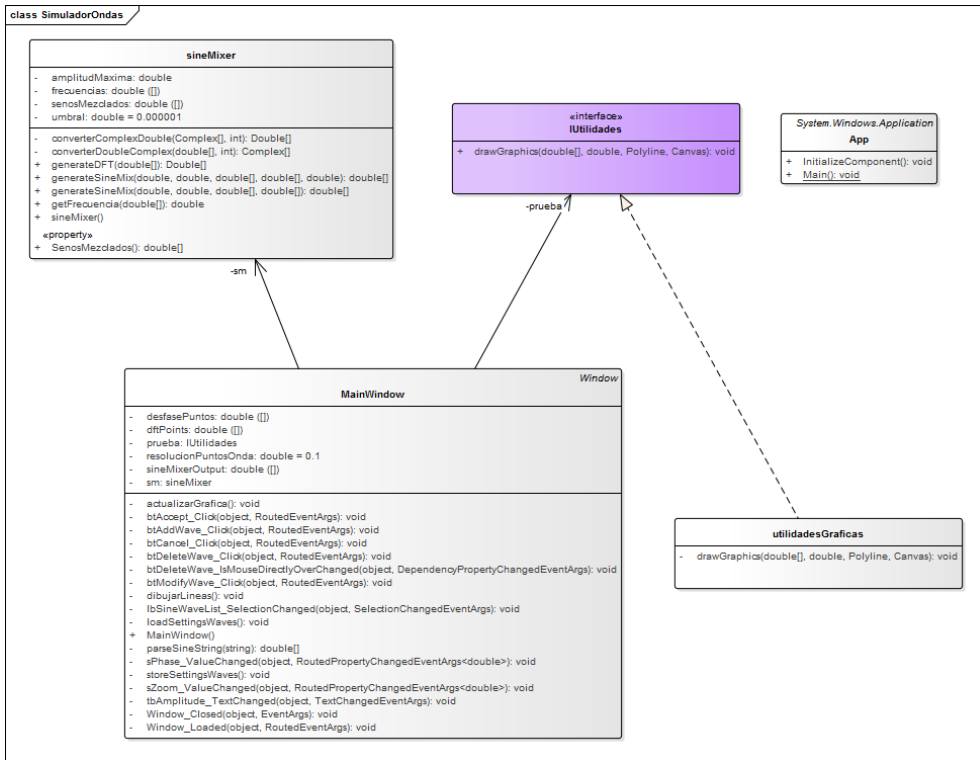 class SimuladorOndas
sineMixer
- amplitudMaxima: double
- frecuencias: double ([])
- senosMezclados: double ([])
- umbral: double = 0.000001
- converterComplexDouble(Complex[], int): Double[]
- converterDoubleComplex(double[], int): Complex[]
+ generateDFT(double[]): Double[]
+ generateSineMix(double, double, double[], double[], double): double[]
+ generateSineMix(double, double, double[], double[]): double[]
+ getFrecuencia(double[]): double
+ sineMixer()
«property»
+ SenosMezclados(): double[]
«interface»
IUtilidades
+ drawGraphics(double[], double, Polyline, Canvas): void
System.Windows.Application
App
+ InitializeComponent(): void
+ Main(): void
-prueba
-sm
Window
MainWindow
- desfasePuntos: double ([])
- dftPoints: double ([])
- prueba: IUtilidades
- resolucionPuntosOnda: double = 0.1
- sineMixerOutput: double ([])
- sm: sineMixer
- actualizarGrafica(): void
- btAccept_Click(object, RoutedEventArgs): void
- btAddWave_Click(object, RoutedEventArgs): void
- btCancel_Click(object, RoutedEventArgs): void
- btDeleteWave_Click(object, RoutedEventArgs): void
- btDeleteWave_IsMouseDirectlyOverChanged(object, DependencyPropertyChangedEventArgs): void
- btModifyWave_Click(object, RoutedEventArgs): void
- dibujarLineas(): void
- lbSineWaveList_SelectionChanged(object, SelectionChangedEventArgs): void
- loadSettingsWaves(): void
+ MainWindow()
- parseSineString(string): double[]
- sPhase_ValueChanged(object, RoutedPropertyChangedEventArgs<double>): void
- storeSettingsWaves(): void
- sZoom_ValueChanged(object, RoutedPropertyChangedEventArgs<double>): void
- tbAmplitude_TextChanged(object, TextChangedEventArgs): void
- Window_Closed(object, EventArgs): void
- Window_Loaded(object, RoutedEventArgs): void
utilidadesGraficas
- drawGraphics(double[], double, Polyline, Canvas): void